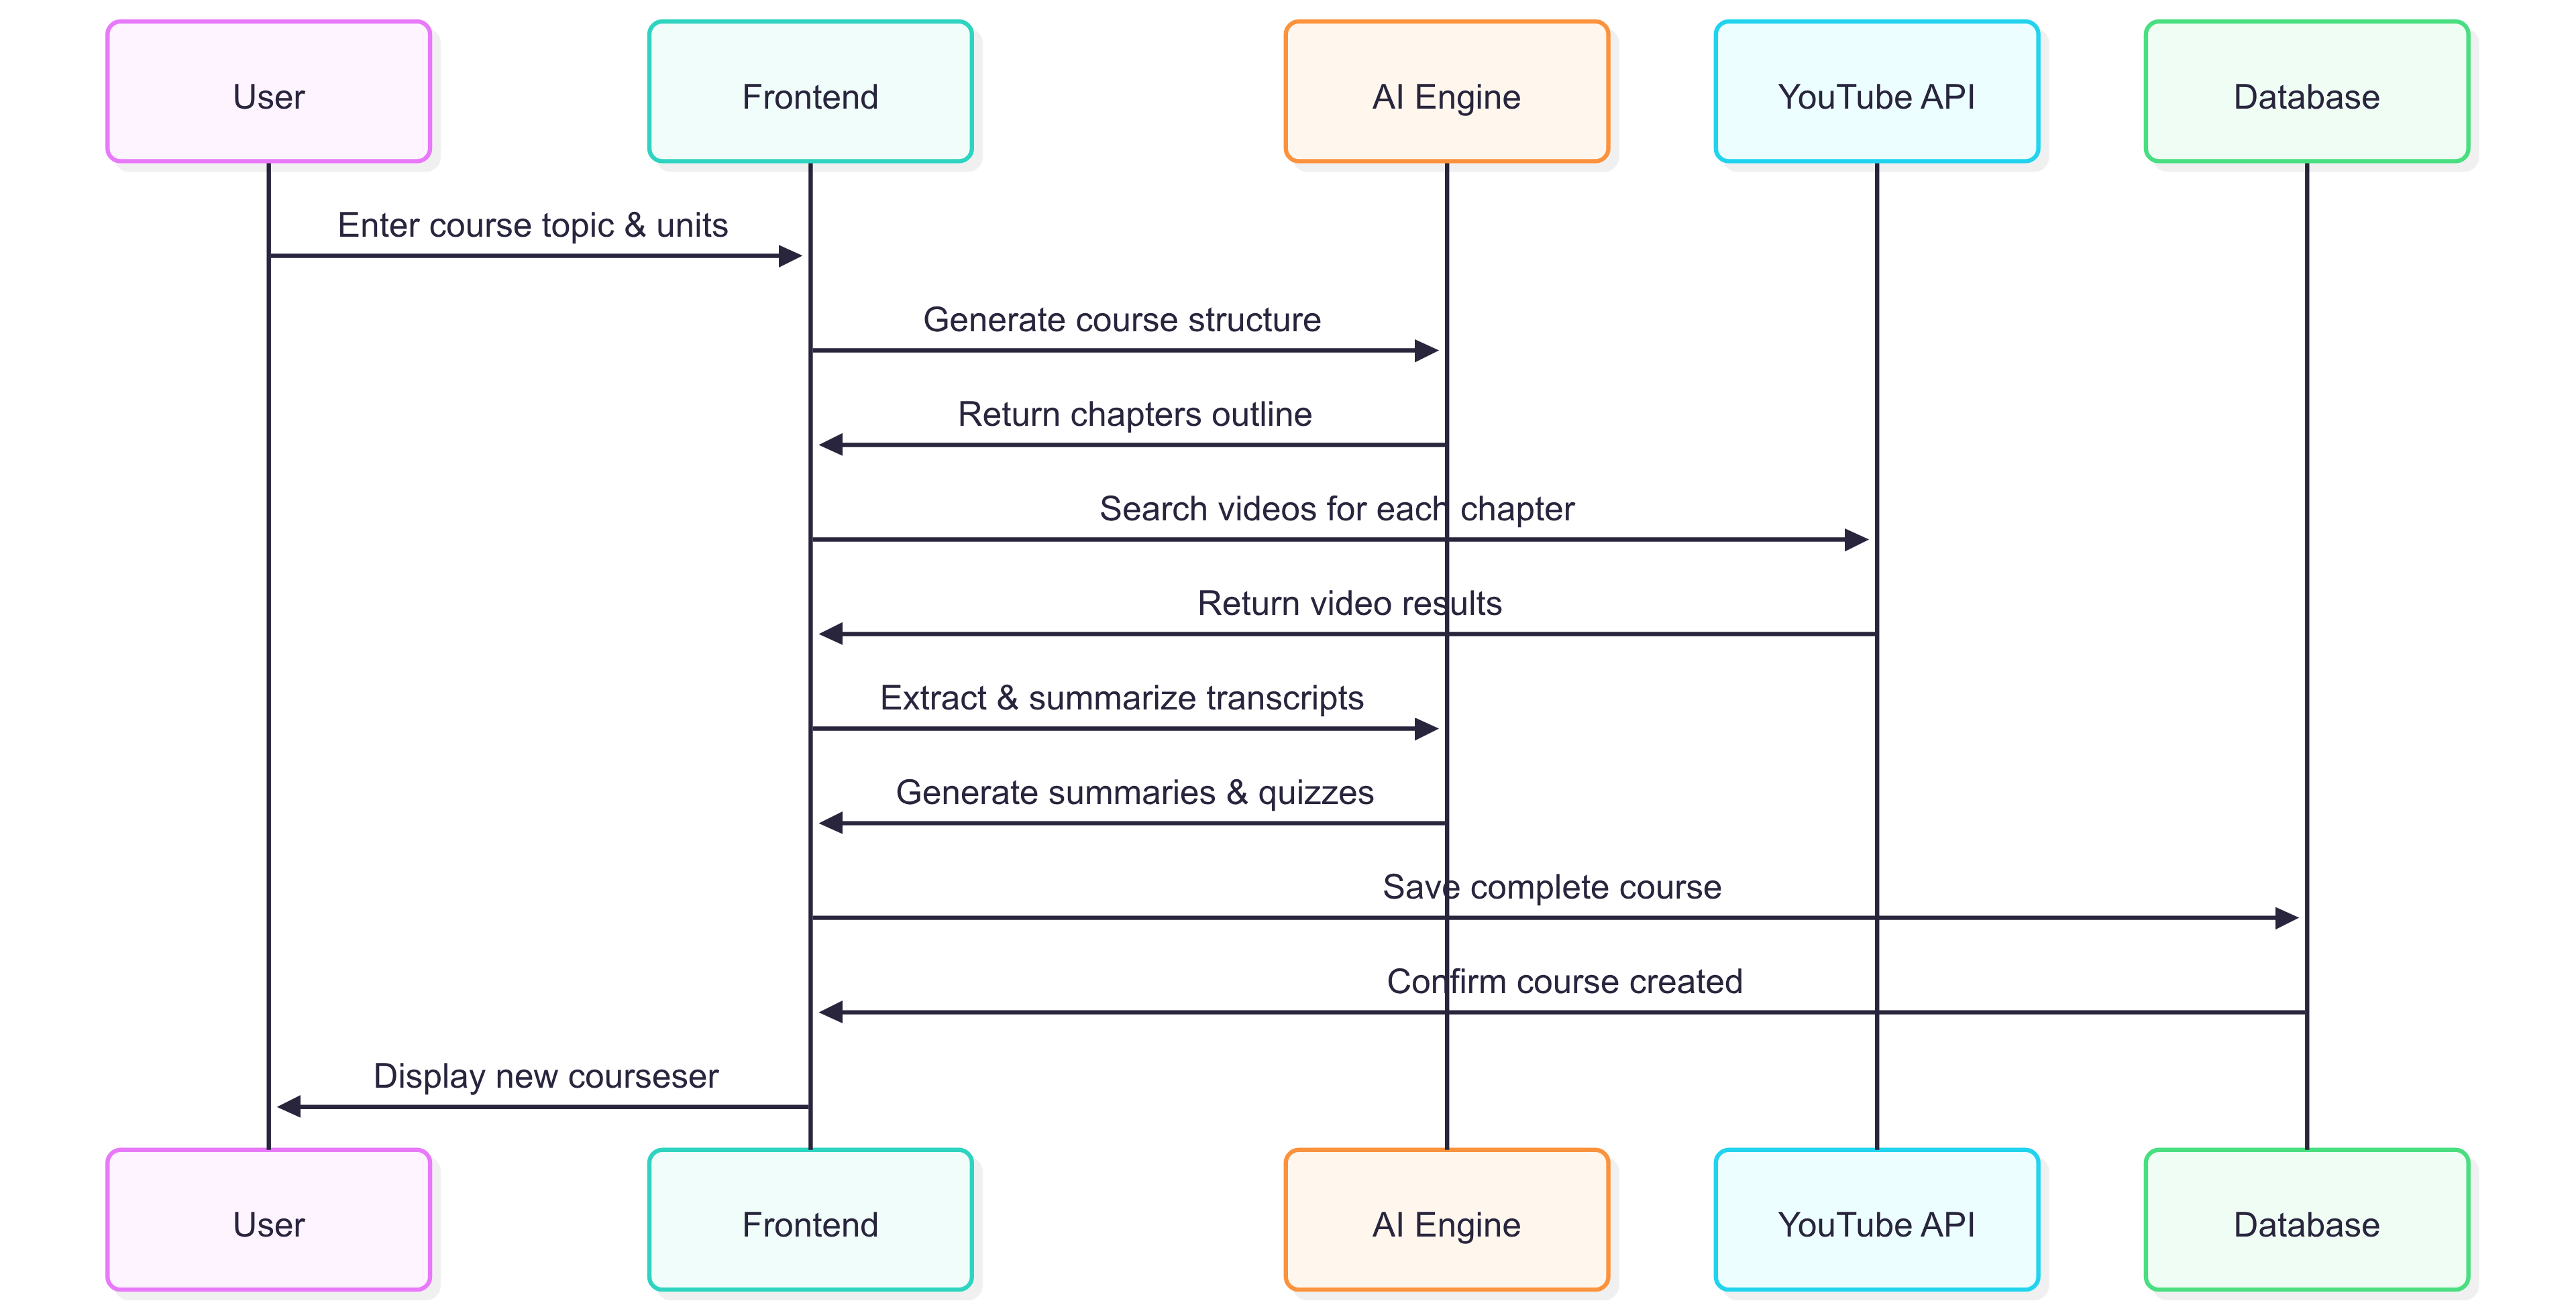 User
Frontend
AI Engine
YouTube API
Database
Enter course topic & units
Generate course structure
Return chapters outline
Search videos for each chapter
Return video results
Extract & summarize transcripts
Generate summaries & quizzes
Save complete course
Confirm course created
Display new courseser
User
Frontend
AI Engine
YouTube API
Database